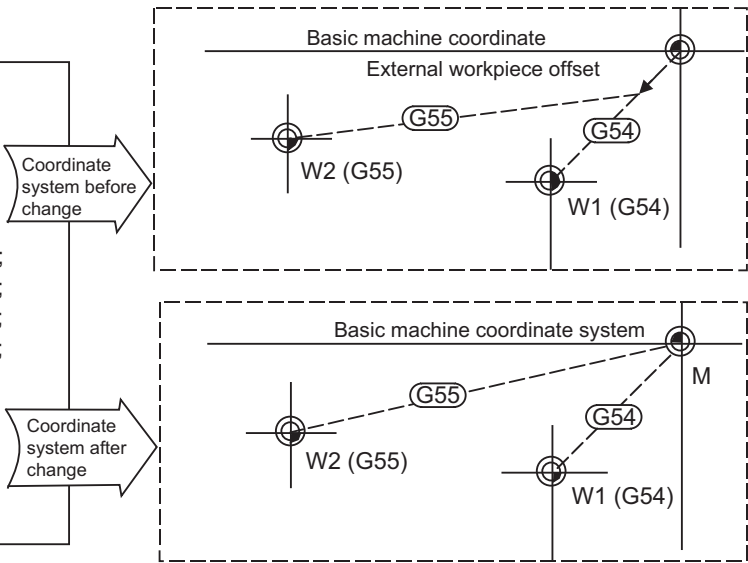 Basic machine coordinate
External workpiece offset
G55
G54
Coordinate
system before
change
W2 (G55)
W1 (G54)
Basic machine coordinate system
M
G55
G54
Coordinate
system after
change
W2 (G55)
W1 (G54)